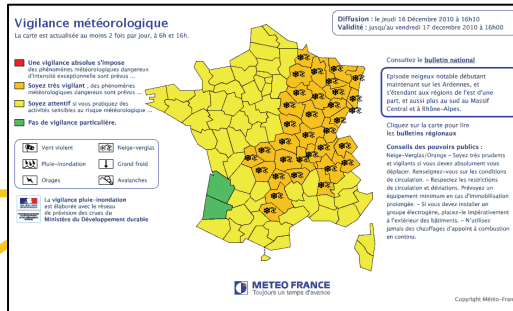 Vigilance météorologique
La carte est actualisée au moins 2 fois par jour, à 6h et 16h.
Diffusion : le jeudi 16 Décembre 2010 à 16h10
Validité : jusqu'au vendredi 17 décembre 2010 à 16h00
Une vigilance absolue s'impose
des phénomènes météorologiques dangereux
d'intensité exceptionnelle sont prévus ...
Soyez très vigilant, des phénomènes
météorologiques dangereux sont prévus ...
Soyez attentif si vous pratiquez des
activités sensibles au risque météorologique ...
Pas de vigilance particulière.
Vent violent
Neige-verglas
Pluie-inondation
Grand froid
Orages
Avalanches
La vigilance pluie-inondation
est élaborée avec le réseau
de prévision des crues du
Ministère du Développement durable
Consultez le bulletin national
Episode neigeux notable débutant
maintenant sur les Ardennes, et
s'étendant aux régions de l'est d'une
part, et aussi plus au sud au Massif
Central et à Rhône-Alpes.
Cliquez sur la carte pour lire
les bulletins régionaux
Conseils des pouvoirs publics :
Neige-Verglas/Orange - Soyez très prudents
et vigilants si vous devez absolument vous
déplacer. Renseignez-vous sur les conditions
de circulation. - Respectez les restrictions
de circulation et déviations. Prévoyez un
équipement minimum en cas d'immobilisation
prolongée. - Si vous devez installer un
groupe électrogène, placez-le impérativement
à l'extérieur des bâtiments. - N'utilisez
jamais des chauffages d'appoint à combustion
en continu.
METEO FRANCE
Toujours un temps d'avance
Copyright Météo-Fran